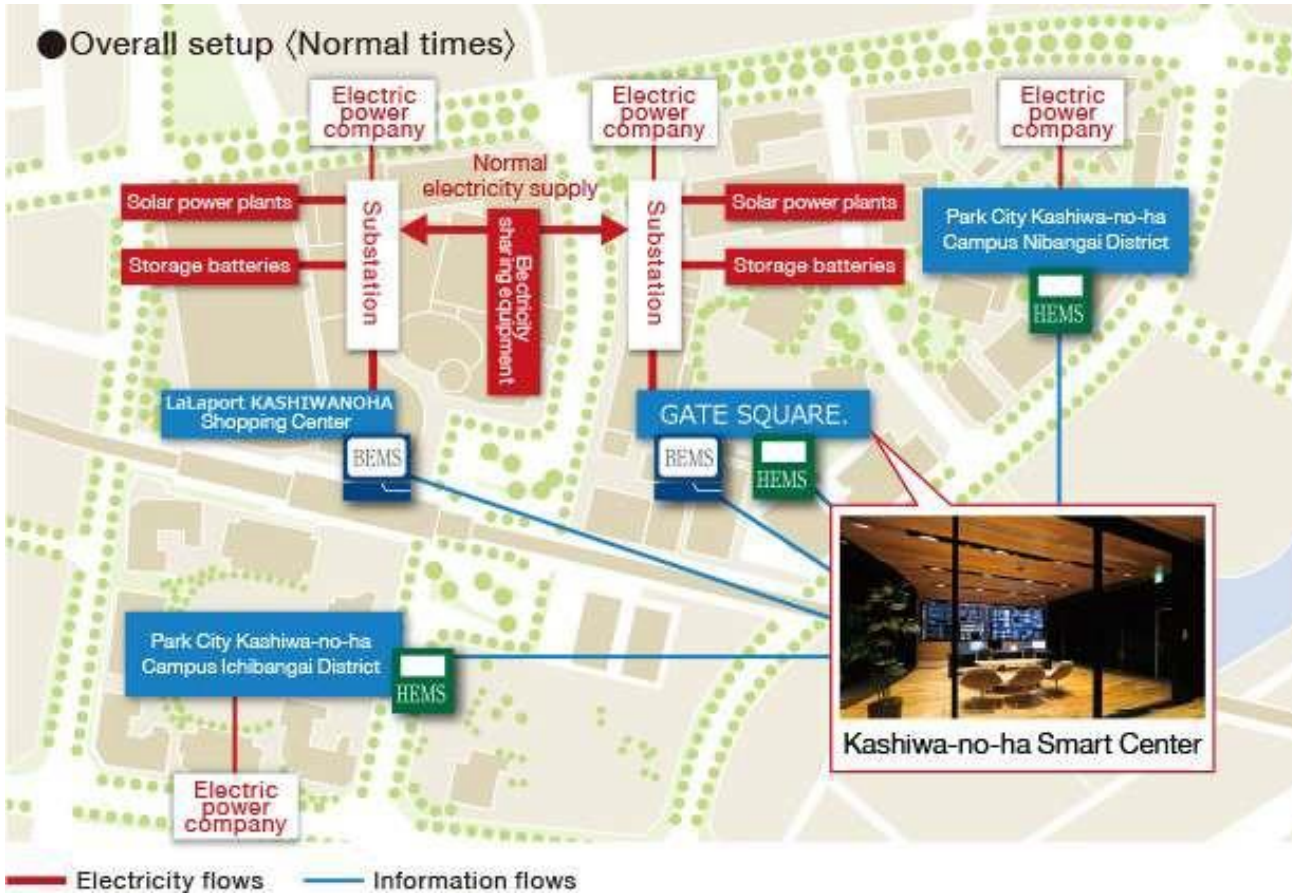 ●Overall setup〈Normal times〉
Electric
power
company
Electric
power
company
Electric
power
company
Normal
electricity supply
Solar power plants
Storage batteries
Substation
Electricity
sharing equipment
Substation
Solar power plants
Storage batteries
Park City Kashiwa-no-ha
Campus Nibangai District
HEMS
LaLaport KASHIWANOHA
Shopping Center
BEMS
GATE SQUARE.
BEMS
HEMS
Park City Kashiwa-no-ha
Campus Ichibangai District
HEMS
Electric
power
company
Kashiwa-no-ha Smart Center
Electricity flows
Information flows